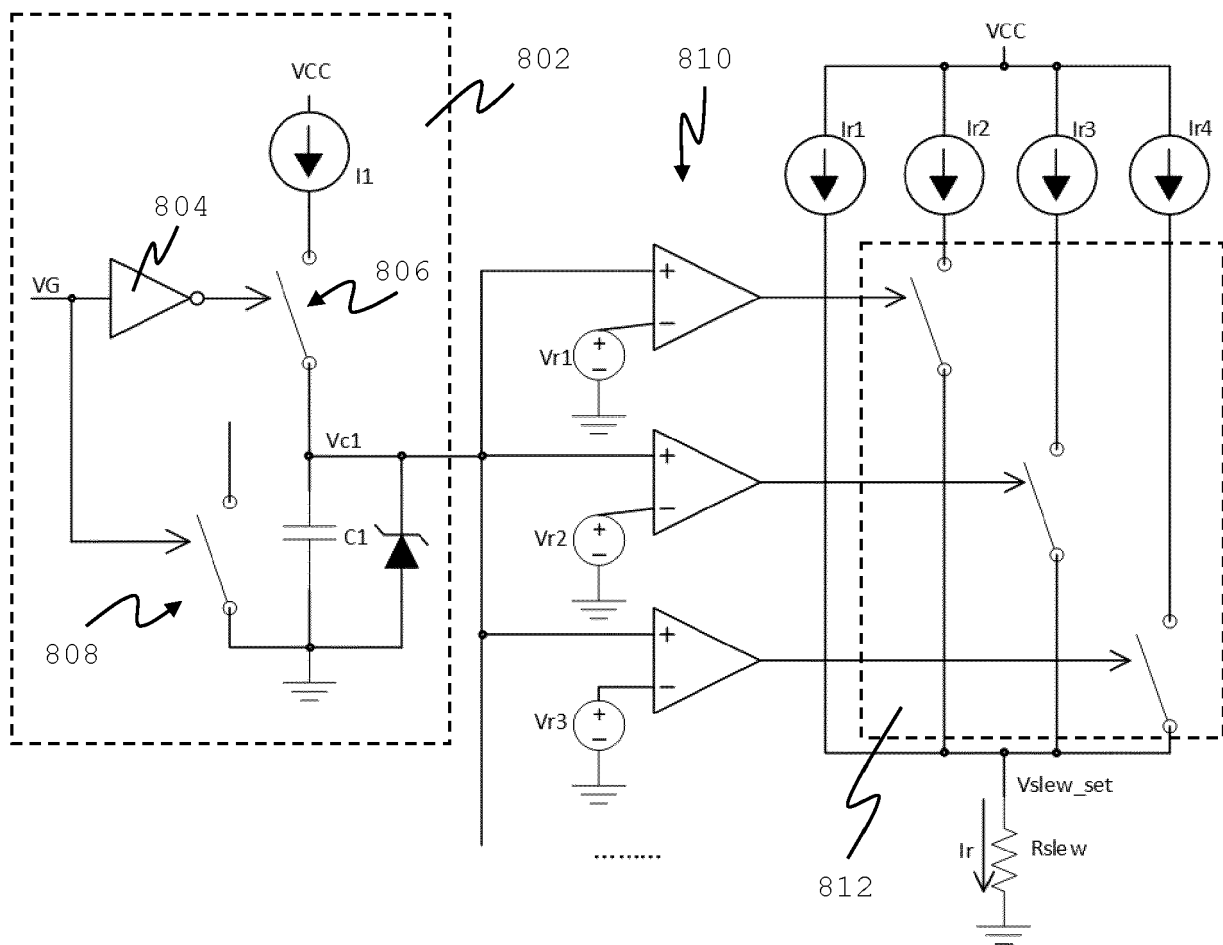 VCC
802
VCC
810
I1
Ir1
Ir2
Ir3
Ir4
804
VG
806
+
−
Vr1
+
−
Vc1
+
−
C1
Vr2
+
−
808
+
−
Vr3
+
−
Vslew_set
Ir
Rslew
........
812